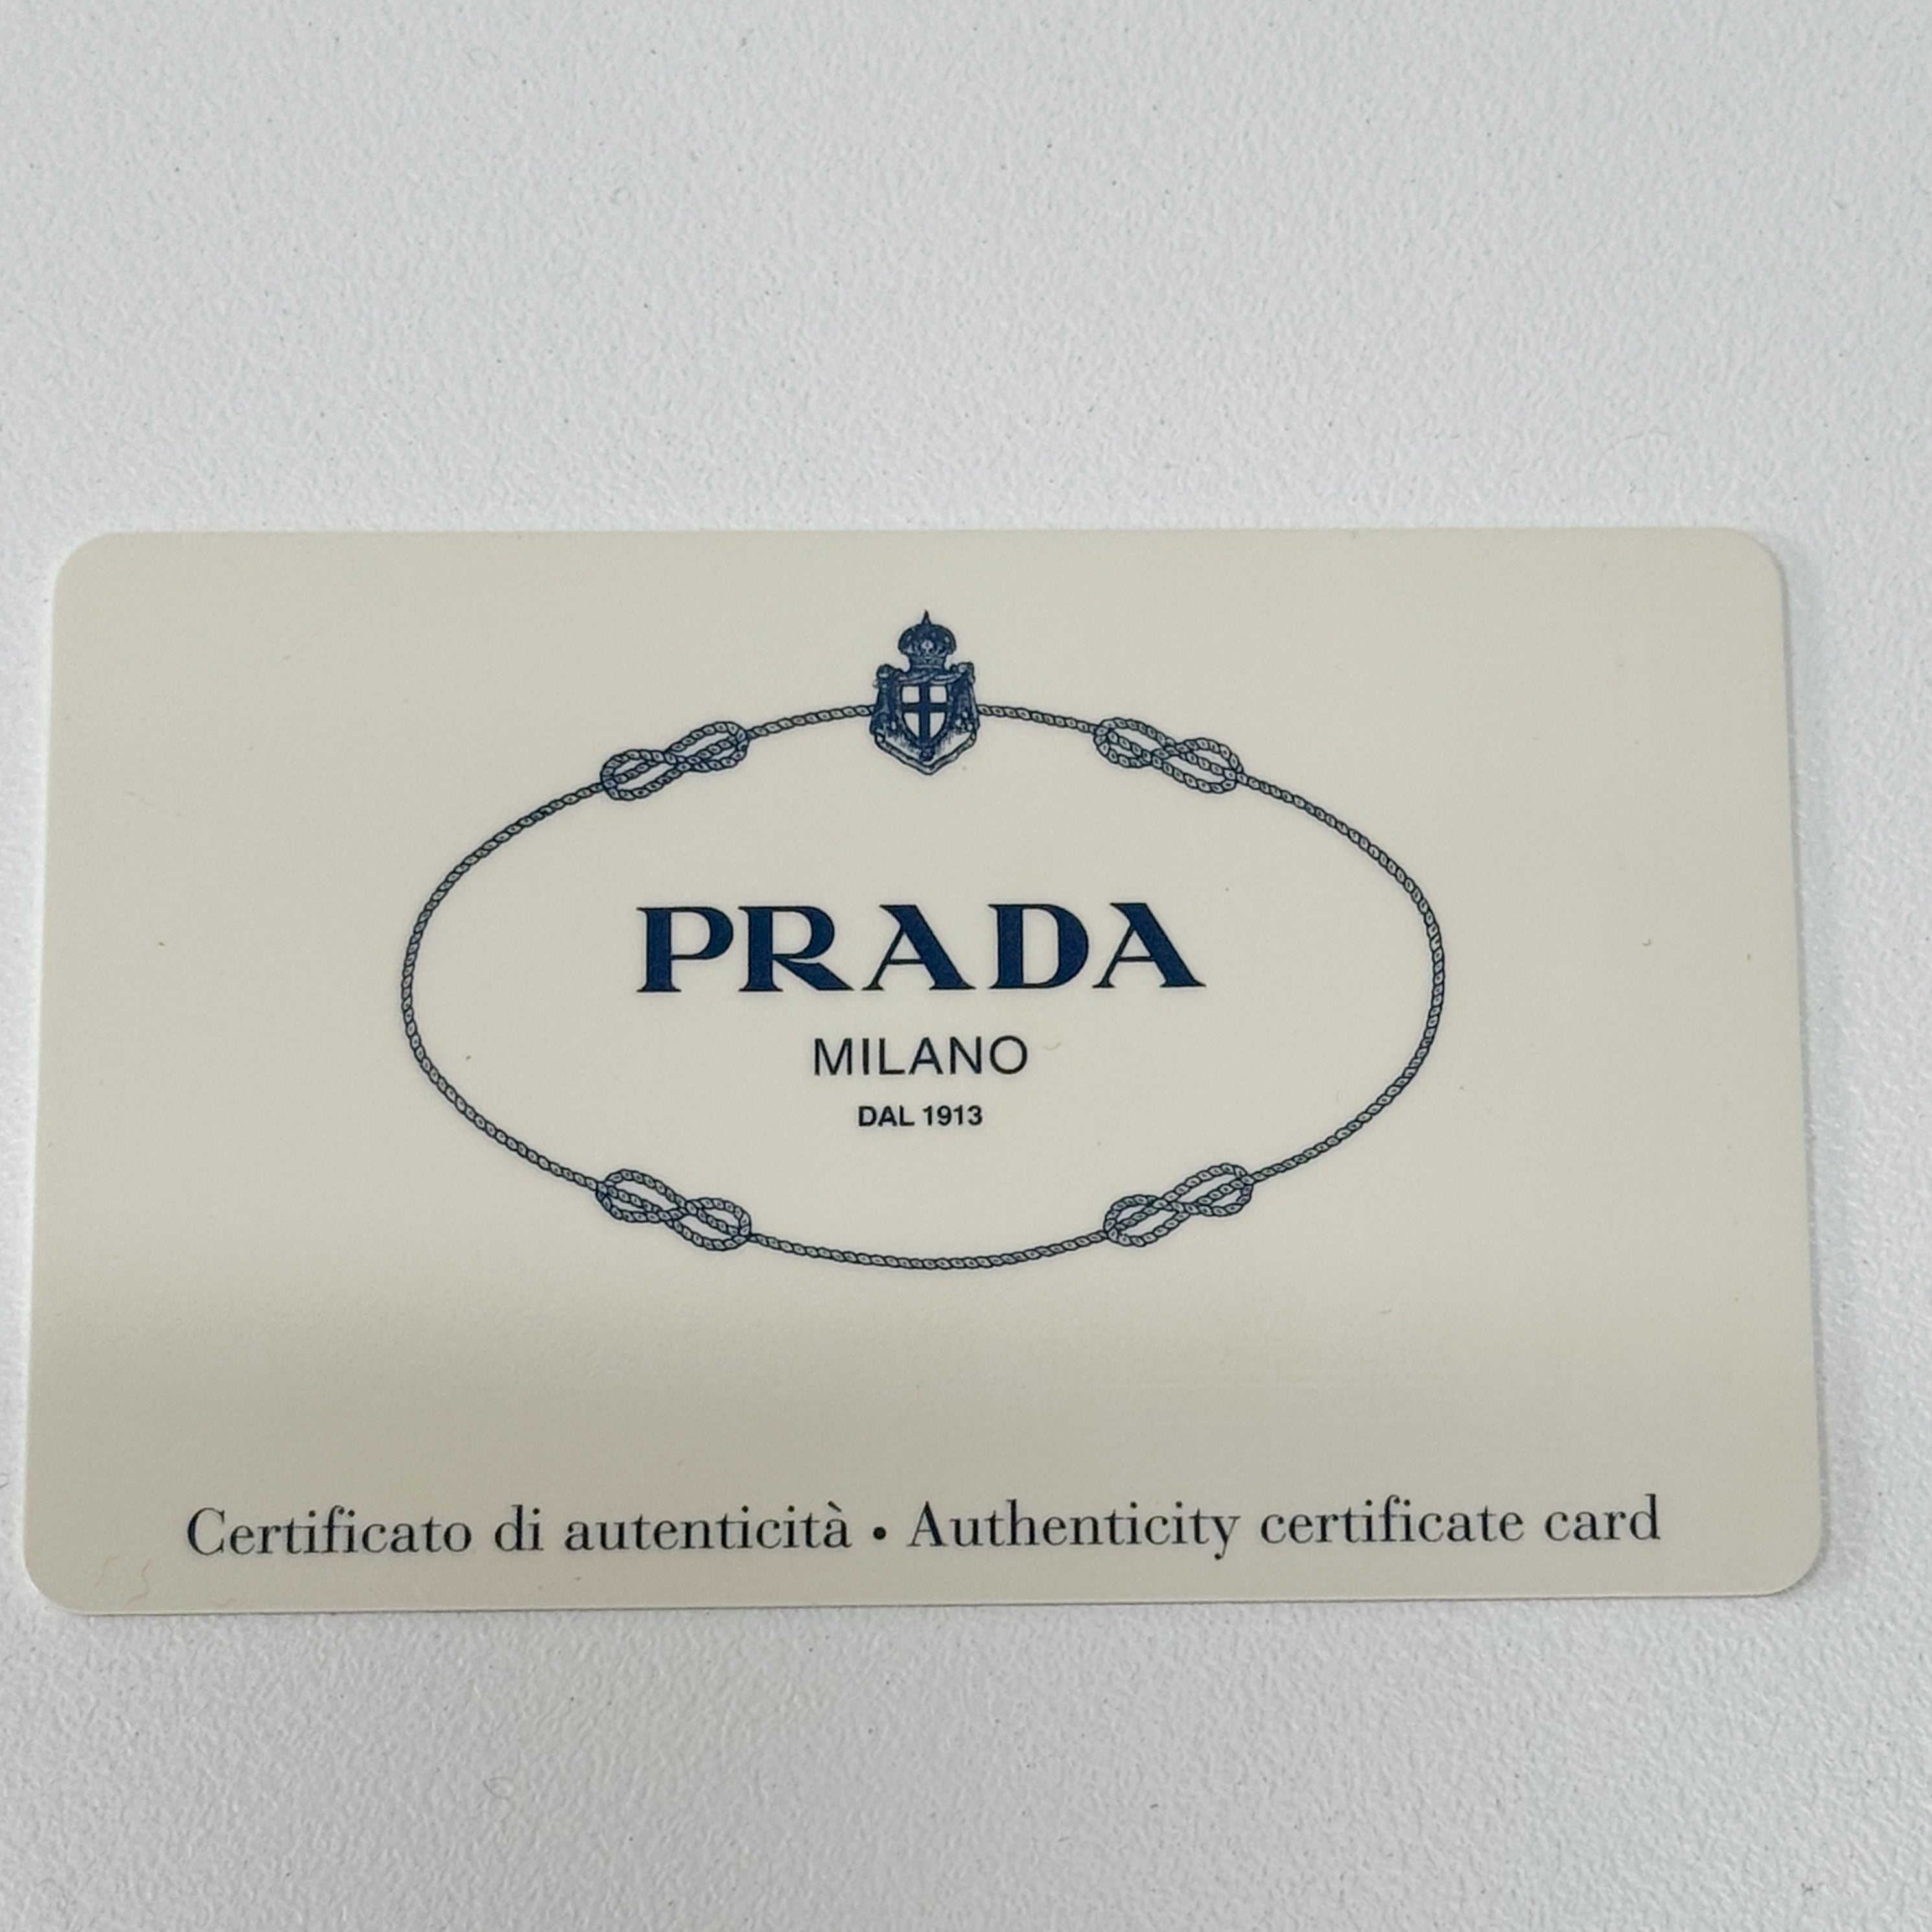 PRADA
MILANO
DAL 1913
Certificato di autenticità • Authenticity certificate card